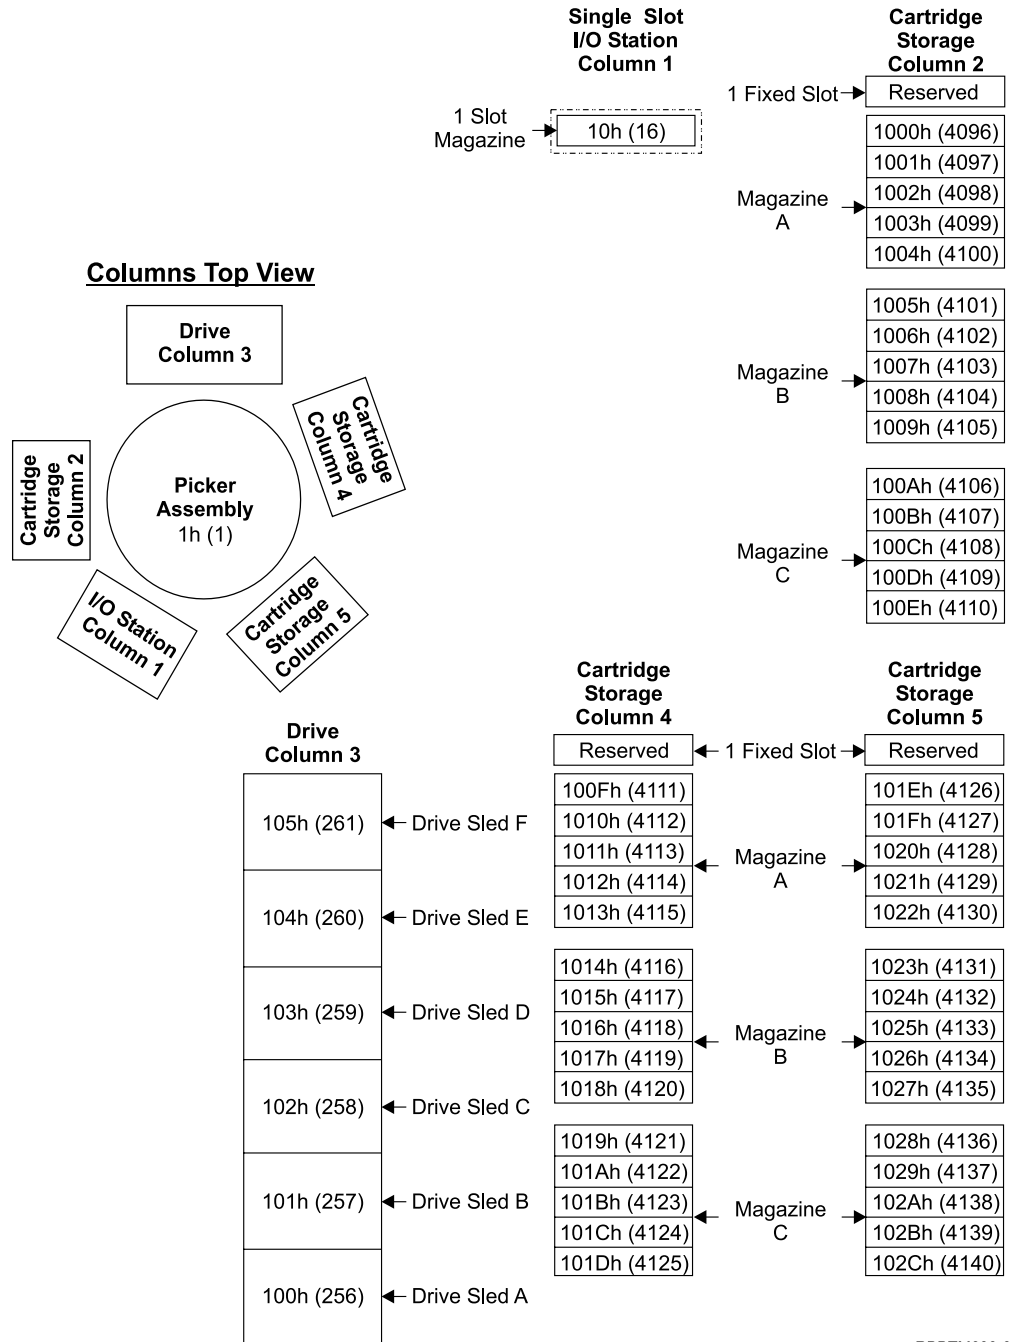 Single Slot
I/O Station
Column 1
1 Slot
Magazine
10h (16)
Cartridge
Storage
Column 2
1 Fixed Slot
Reserved
Magazine
A
1000h (4096)
1001h (4097)
1002h (4098)
1003h (4099)
1004h (4100)
Magazine
B
1005h (4101)
1006h (4102)
1007h (4103)
1008h (4104)
1009h (4105)
Magazine
C
100Ah (4106)
100Bh (4107)
100Ch (4108)
100Dh (4109)
100Eh (4110)
Columns Top View
Drive
Column 3
Cartridge
Storage
Column 4
Cartridge
Storage
Column 2
Picker
Assembly
1h (1)
I/O Station
Column 1
Cartridge
Storage
Column 5
Drive
Column 3
105h (261)
Drive Sled F
104h (260)
Drive Sled E
103h (259)
Drive Sled D
102h (258)
Drive Sled C
101h (257)
Drive Sled B
100h (256)
Drive Sled A
Cartridge
Storage
Column 4
Reserved
1 Fixed Slot
100Fh (4111)
1010h (4112)
1011h (4113)
1012h (4114)
1013h (4115)
Magazine
A
1014h (4116)
1015h (4117)
1016h (4118)
1017h (4119)
1018h (4120)
Magazine
B
1019h (4121)
101Ah (4122)
101Bh (4123)
101Ch (4124)
101Dh (4125)
Magazine
C
Cartridge
Storage
Column 5
Reserved
101Eh (4126)
101Fh (4127)
1020h (4128)
1021h (4129)
1022h (4130)
1023h (4131)
1024h (4132)
1025h (4133)
1026h (4134)
1027h (4135)
1028h (4136)
1029h (4137)
102Ah (4138)
102Bh (4139)
102Ch (4140)